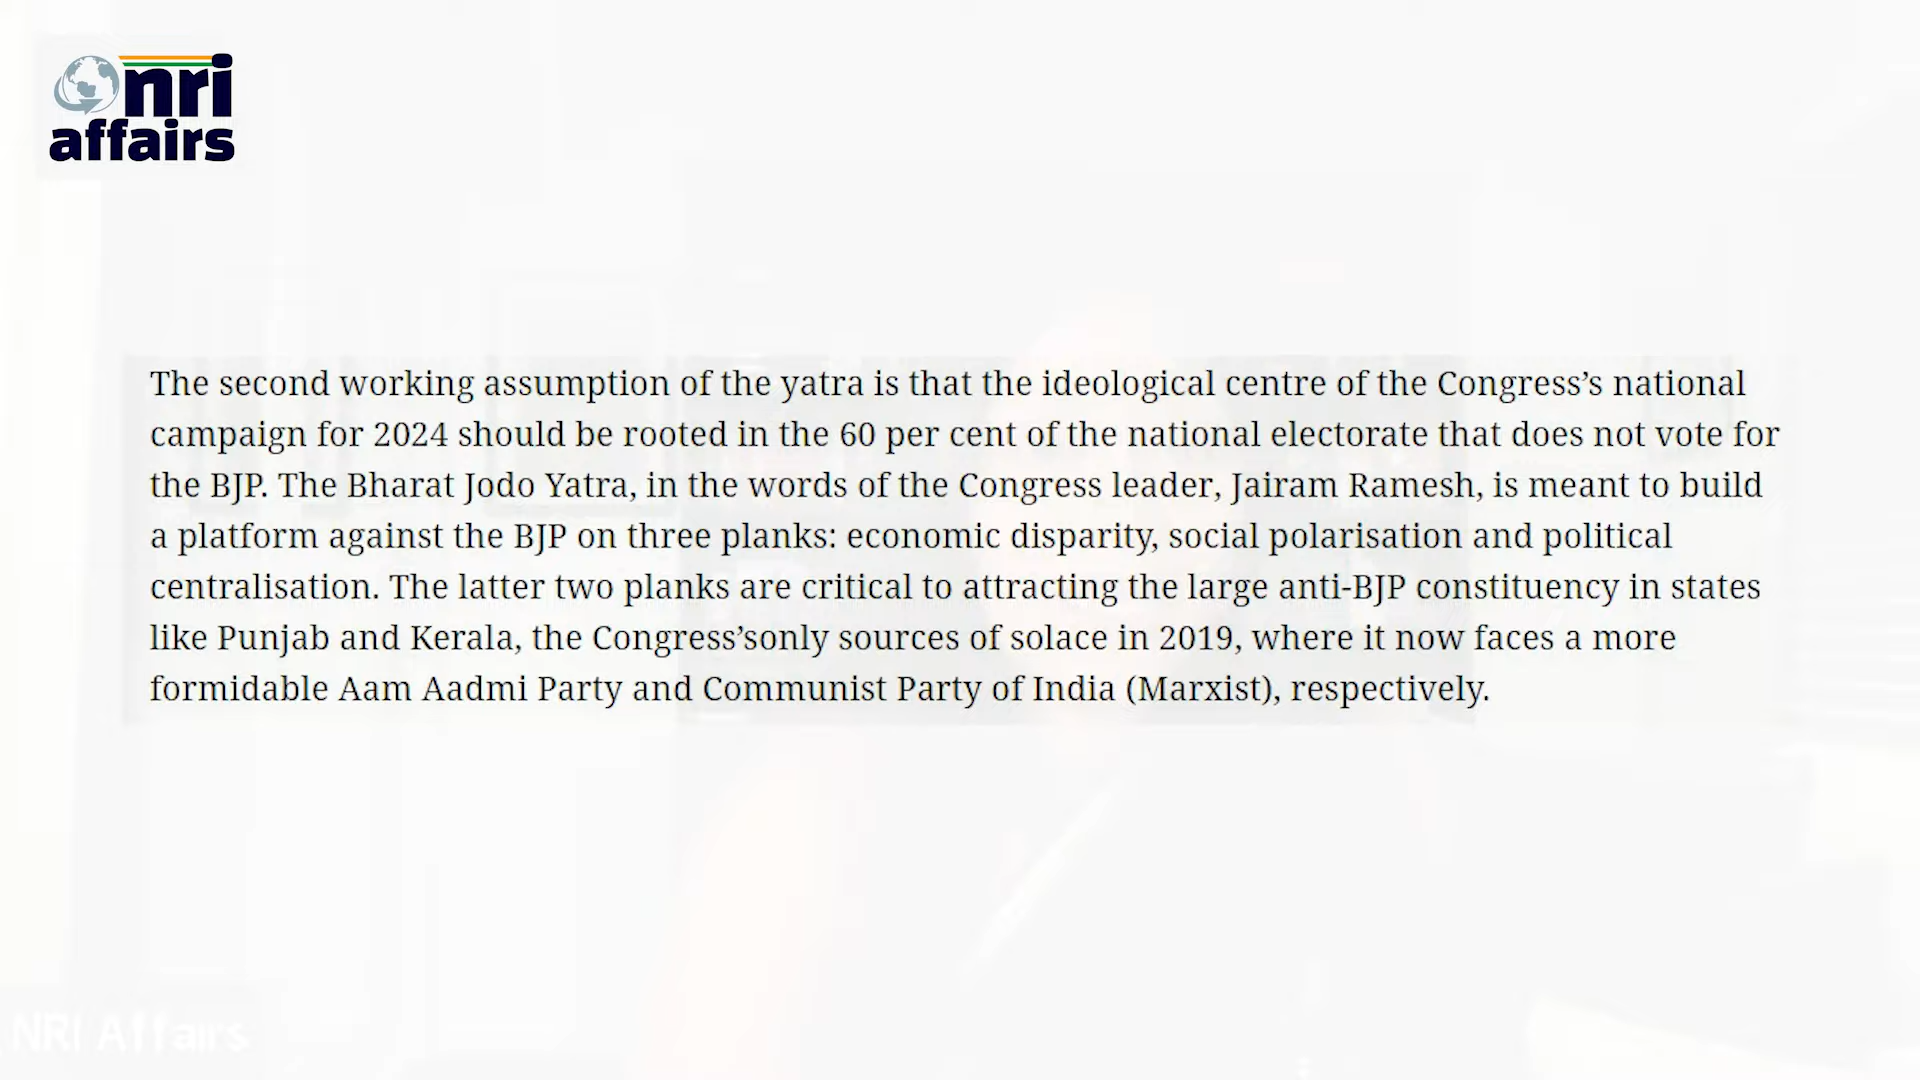 nri
affairs
The second working assumption of the yatra is that the ideological centre of the Congress’s national
campaign for 2024 should be rooted in the 60 per cent of the national electorate that does not vote for
the BJP. The Bharat Jodo Yatra, in the words of the Congress leader, Jairam Ramesh, is meant to build
a platform against the BJP on three planks: economic disparity, social polarisation and political
centralisation. The latter two planks are critical to attracting the large anti-BJP constituency in states
like Punjab and Kerala, the Congress’sonly sources of solace in 2019, where it now faces a more
formidable Aam Aadmi Party and Communist Party of India (Marxist), respectively.
NRI Affairs